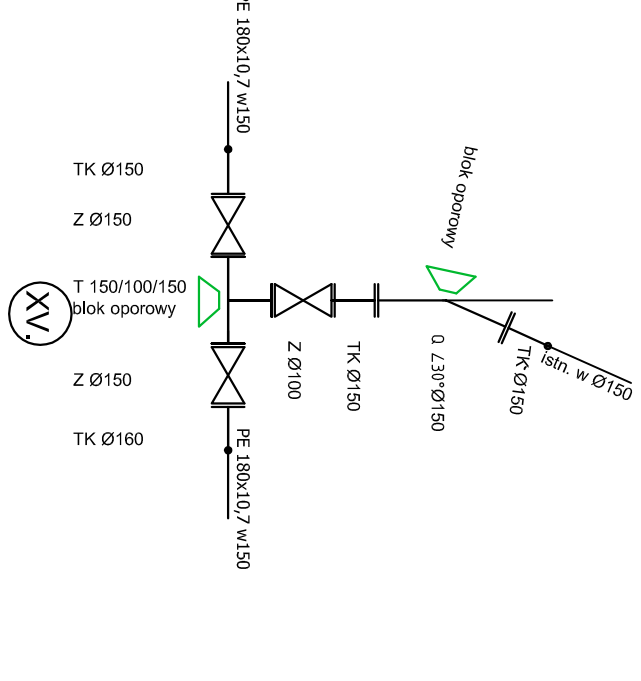 PE 180x10,7 w150
TK Ø150
Z Ø150
T 150/100/150
blok oporowy
XV.
Z Ø150
TK Ø160
PE 180x10,7 w150
Z Ø100
TK Ø150
blok oporowy
Q ∠30°Ø150
TK Ø150
istn. w Ø150